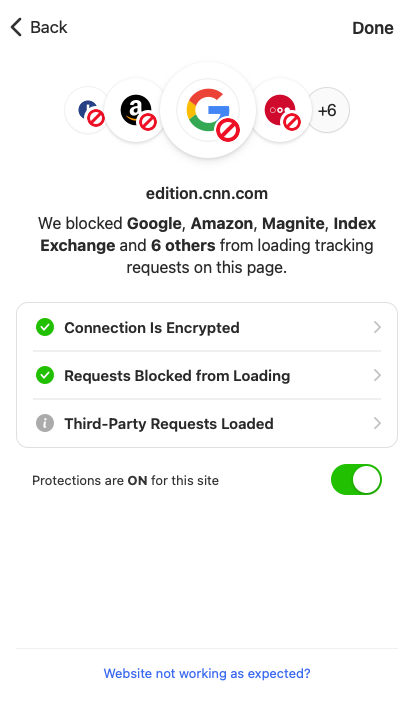 Back
Done
+6
edition.cnn.com
We blocked Google, Amazon, Magnite, Index
Exchange and 6 others from loading tracking
requests on this page.
Connection Is Encrypted
Requests Blocked from Loading
Third-Party Requests Loaded
Protections are ON for this site
Website not working as expected?